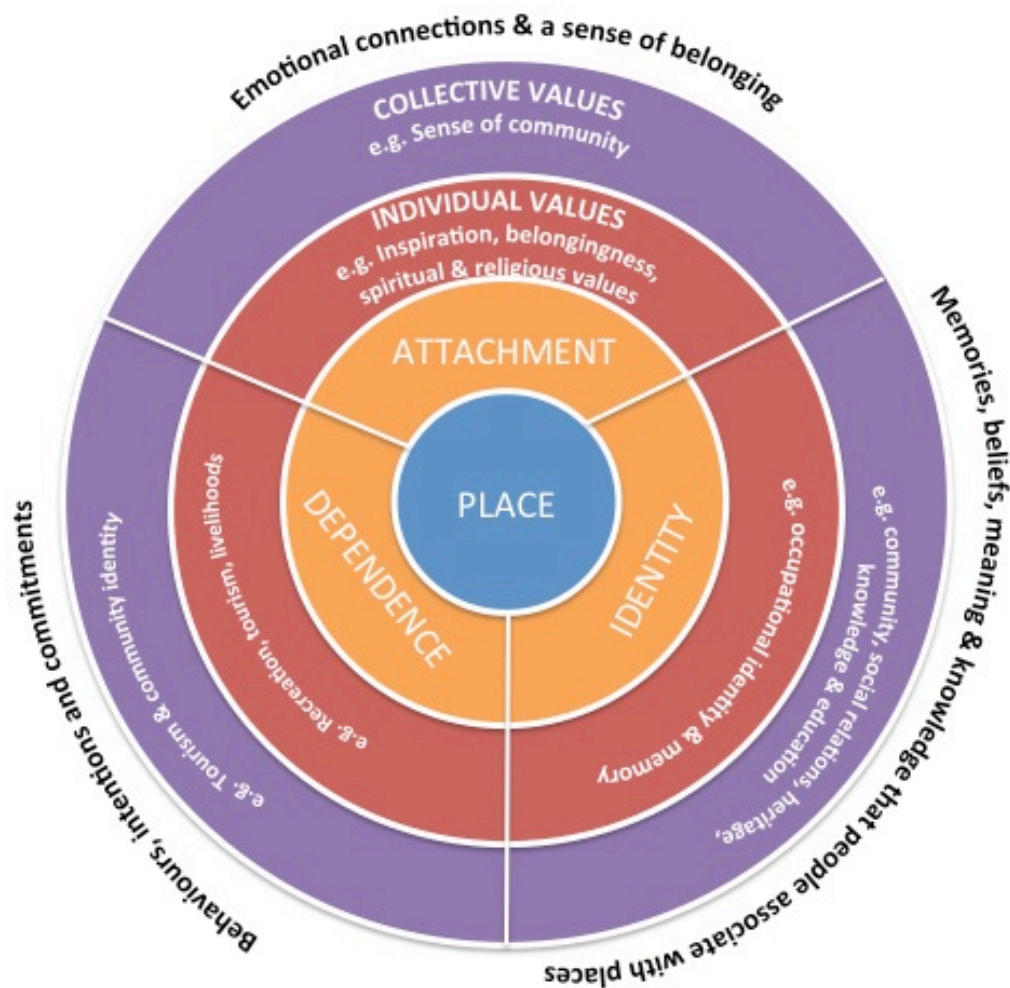 Emotional connections & a sense of belonging
COLLECTIVE VALUES
e.g. Sense of community
INDIVIDUAL VALUES
e.g. Inspiration, belongingness,
spiritual & religious values
ATTACHMENT
PLACE
DEPENDENCE
IDENTITY
e.g. Recreation, tourism, livelihoods
e.g. Tourism & community identity
Behaviours, intentions and commitments
e.g. occupational identity & memory
e.g. community, social relations, heritage,
knowledge & education
Memories, beliefs, meaning & knowledge that people associate with places